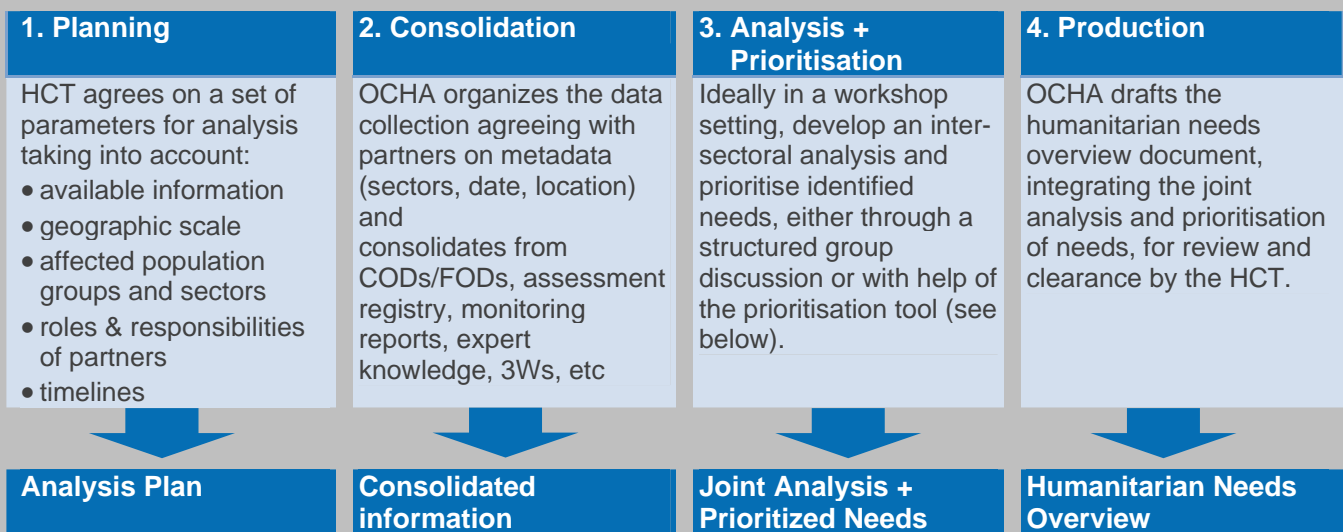 1. Planning
HCT agrees on a set of
parameters for analysis
taking into account:
• available information
• geographic scale
• affected population
groups and sectors
• roles & responsibilities
of partners
• timelines
Analysis Plan
2. Consolidation
OCHA organizes the data
collection agreeing with
partners on metadata
(sectors, date, location)
and
consolidates from
CODs/FODs, assessment
registry, monitoring
reports, expert
knowledge, 3Ws, etc
Consolidated
information
3. Analysis +
Prioritisation
Ideally in a workshop
setting, develop an inter-
sectoral analysis and
prioritise identified
needs, either through a
structured group
discussion or with help of
the prioritisation tool (see
below).
Joint Analysis +
Prioritized Needs
4. Production
OCHA drafts the
humanitarian needs
overview document,
integrating the joint
analysis and prioritisation
of needs, for review and
clearance by the HCT.
Humanitarian Needs
Overview